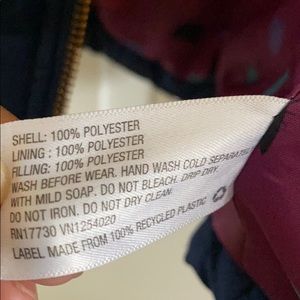 SHELL: 100% POLYESTER
LINING : 100% POLYESTER
FILLING: 100% POLYESTER
WASH BEFORE WEAR. HAND WASH COLD SEPARATELY
WITH MILD SOAP. DO NOT BLEACH. DRIP DRY.
DO NOT IRON. DO NOT DRY CLEAN.
RN17730 VN1254020
LABEL MADE FROM 100% RECYCLED PLASTIC